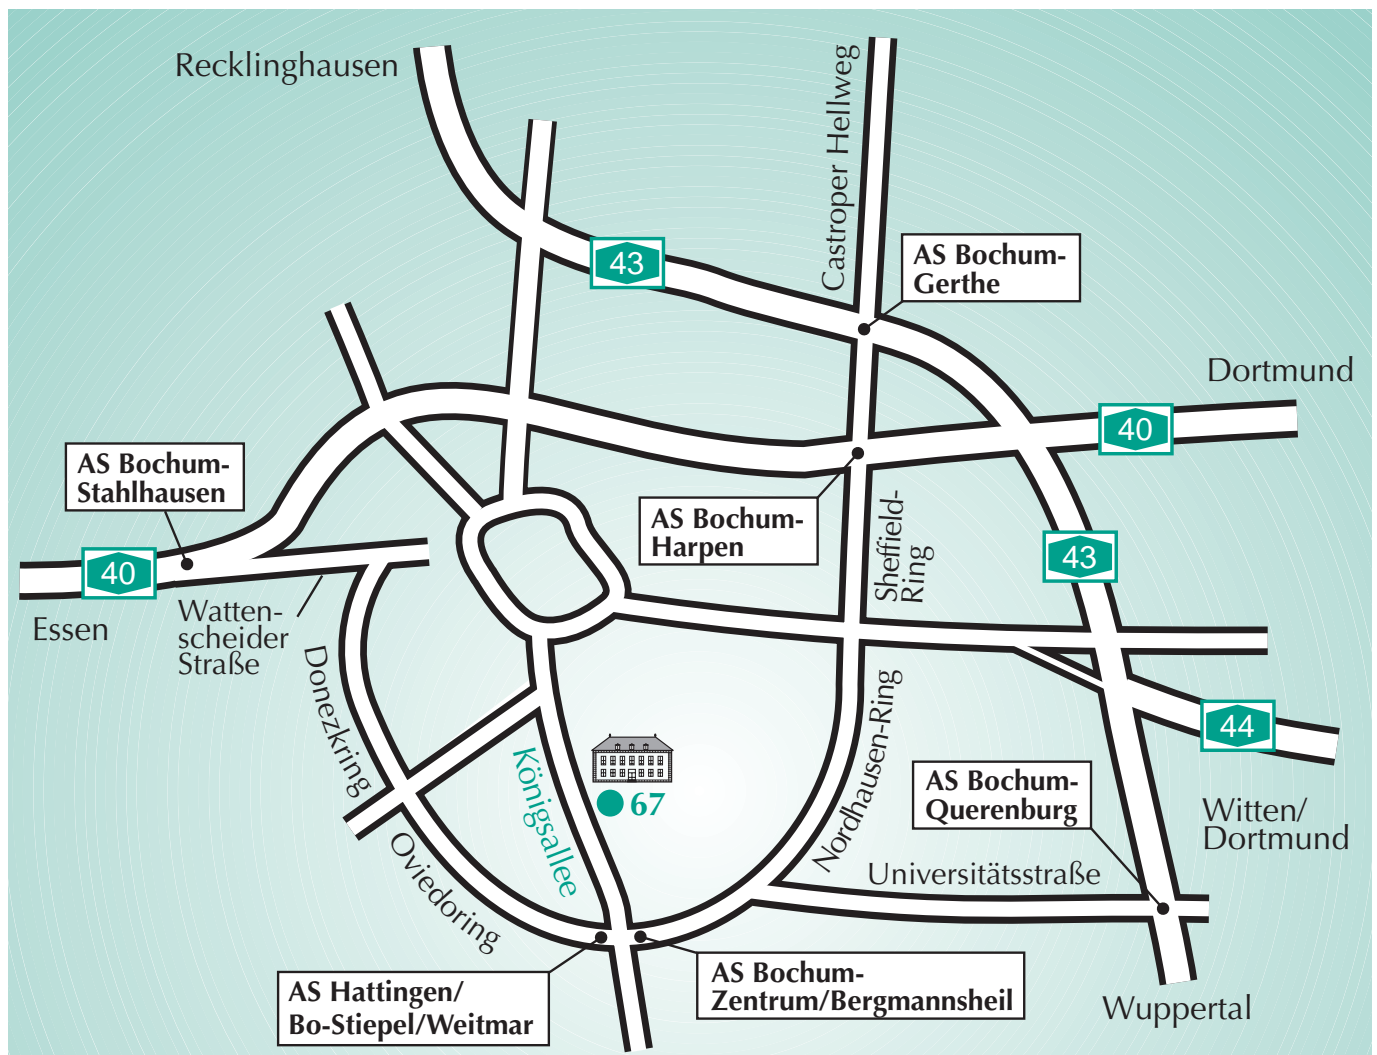 Recklinghausen
Castroper Hellweg
43
AS Bochum-
Gerthe
Dortmund
40
AS Bochum-
Stahlhausen
AS Bochum-
Harpen
Sheffield-
Ring
43
40
Essen
Watten-
scheider
Straße
Donezkring
Königsallee
67
Nordhausen-Ring
44
AS Bochum-
Querenburg
Witten/
Dortmund
Oviedoring
Universitätsstraße
AS Hattingen/
Bo-Stiepel/Weitmar
AS Bochum-
Zentrum/Bergmannsheil
Wuppertal